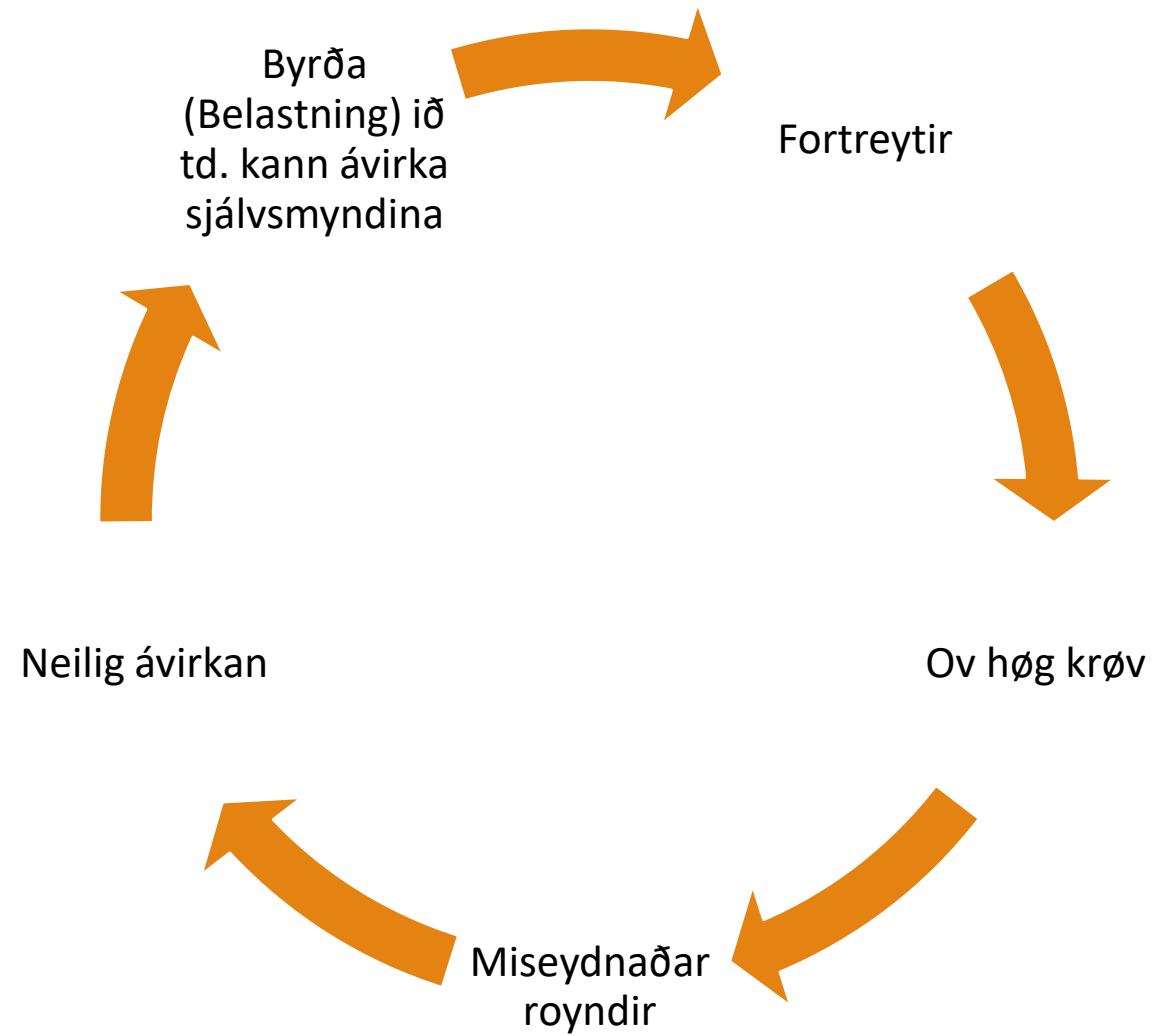 Byrða
(Belastning) ið
td. kann ávirka
sjálvsmyndina
Fortreytir
Ov høg krøv
Miseydnaðar
royndir
Neilig ávirkan